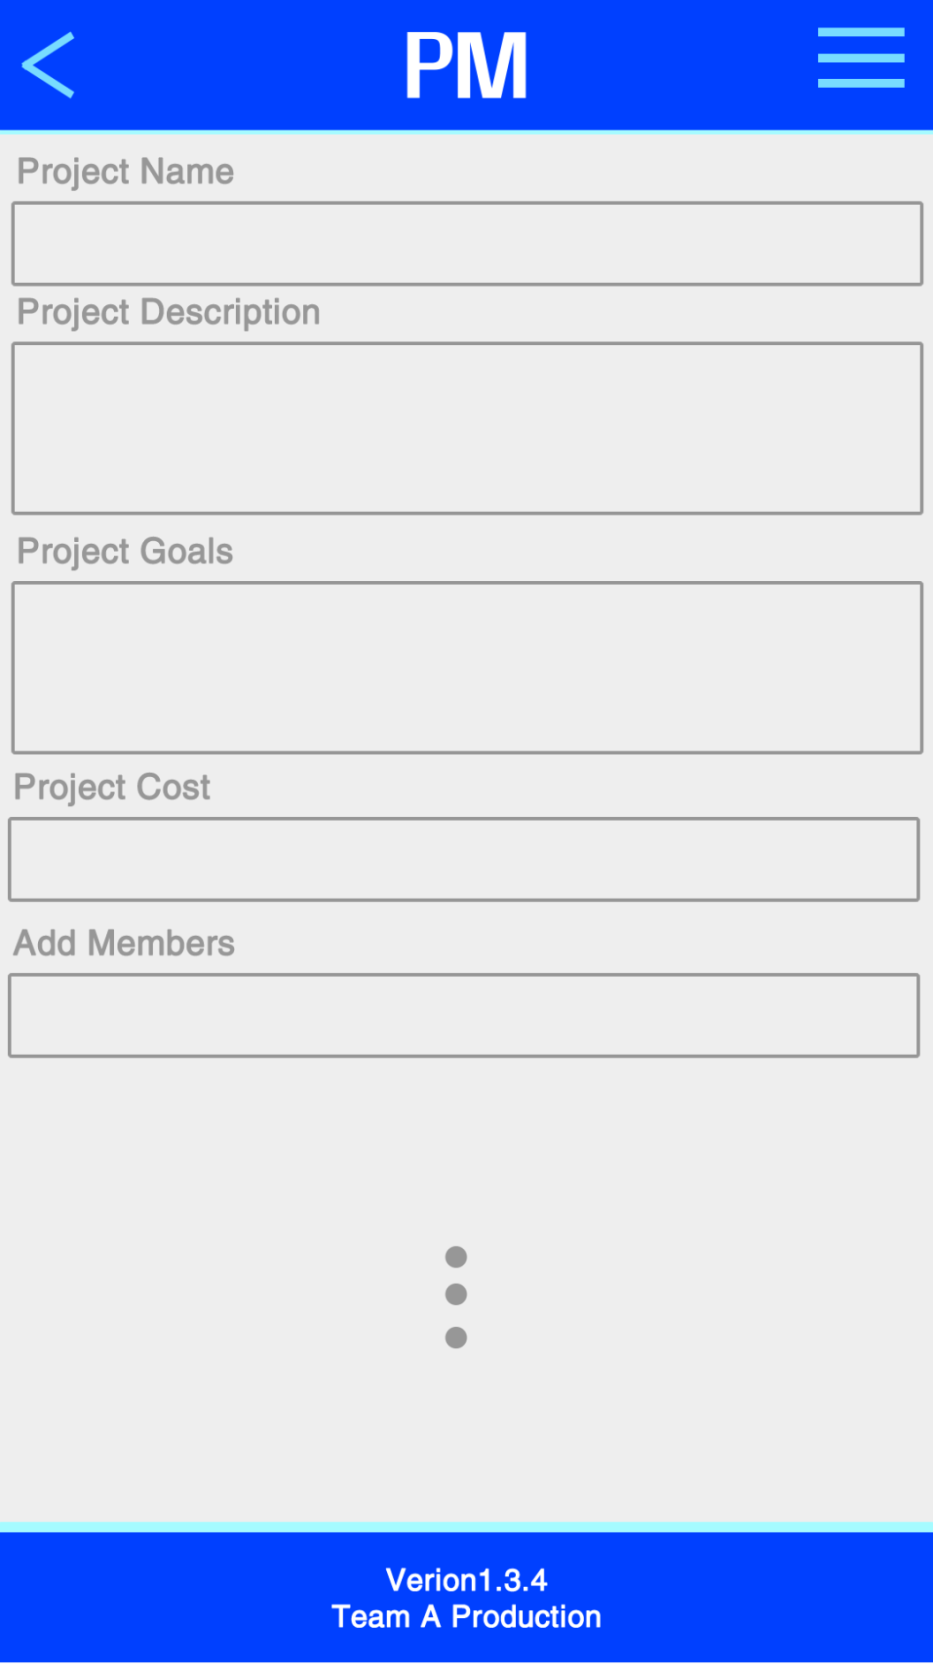 PM
Project Name
Project Description
Project Goals
Project Cost
Add Members
Verion1.3.4
Team A Production